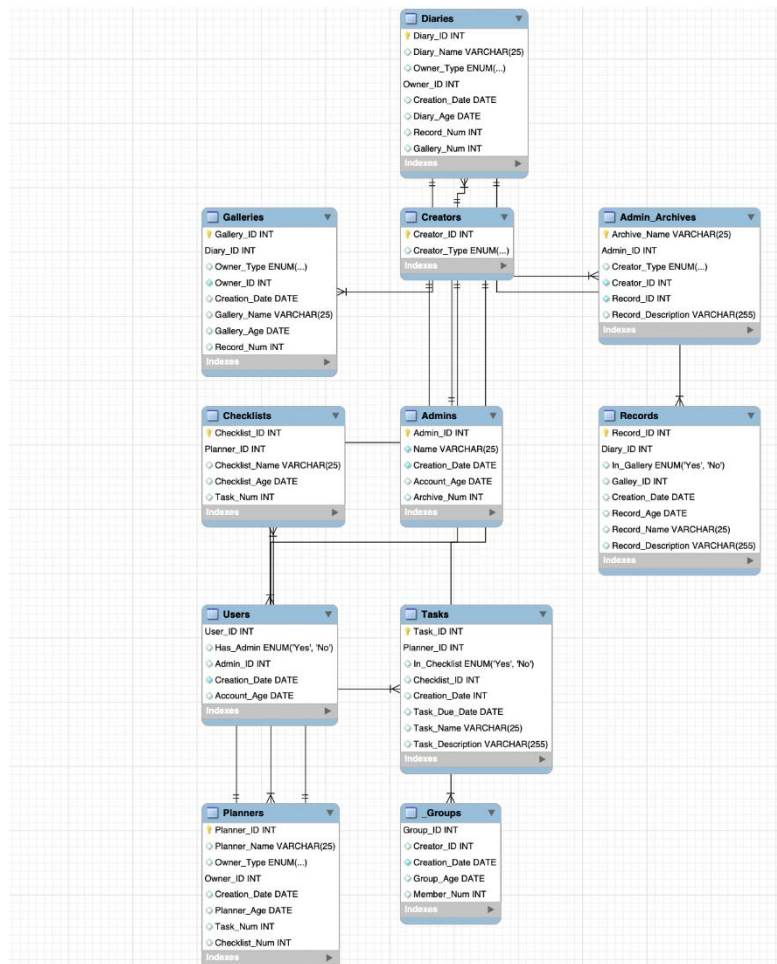 Diaries
Diary_ID INT
Diary_Name VARCHAR(25)
Owner_Type ENUM(...)
Owner_ID INT
Creation_Date DATE
Diary_Age DATE
Record_Num INT
Gallery_Num INT
Indexes
Galleries
Gallery_ID INT
Diary_ID INT
Owner_Type ENUM(...)
Owner_ID INT
Creation_Date DATE
Gallery_Name VARCHAR(25)
Gallery_Age DATE
Record_Num INT
Indexes
Creators
Creator_ID INT
Creator_Type ENUM(...)
Indexes
Admin_Archives
Archive_Name VARCHAR(25)
Admin_ID INT
Creator_Type ENUM(...)
Creator_ID INT
Record_ID INT
Record_Description VARCHAR(255)
Indexes
Checklists
Checklist_ID INT
Planner_ID INT
Checklist_Name VARCHAR(25)
Checklist_Age DATE
Task_Num INT
Indexes
Admins
Admin_ID INT
Name VARCHAR(25)
Creation_Date DATE
Account_Age DATE
Archive_Num INT
Indexes
Records
Record_ID INT
Diary_ID INT
In_Gallery ENUM('Yes', 'No')
Galley_ID INT
Creation_Date DATE
Record_Age DATE
Record_Name VARCHAR(25)
Record_Description VARCHAR(255)
Indexes
Users
User_ID INT
Has_Admin ENUM('Yes', 'No')
Admin_ID INT
Creation_Date DATE
Account_Age DATE
Indexes
Tasks
Task_ID INT
Planner_ID INT
In_Checklist ENUM('Yes', 'No')
Checklist_ID INT
Creation_Date INT
Task_Due_Date DATE
Task_Name VARCHAR(25)
Task_Description VARCHAR(255)
Indexes
Planners
Planner_ID INT
Planner_Name VARCHAR(25)
Owner_Type ENUM(...)
Owner_ID INT
Creation_Date DATE
Planner_Age DATE
Task_Num INT
Checklist_Num INT
Indexes
_Groups
Group_ID INT
Creator_ID INT
Creation_Date DATE
Group_Age DATE
Member_Num INT
Indexes